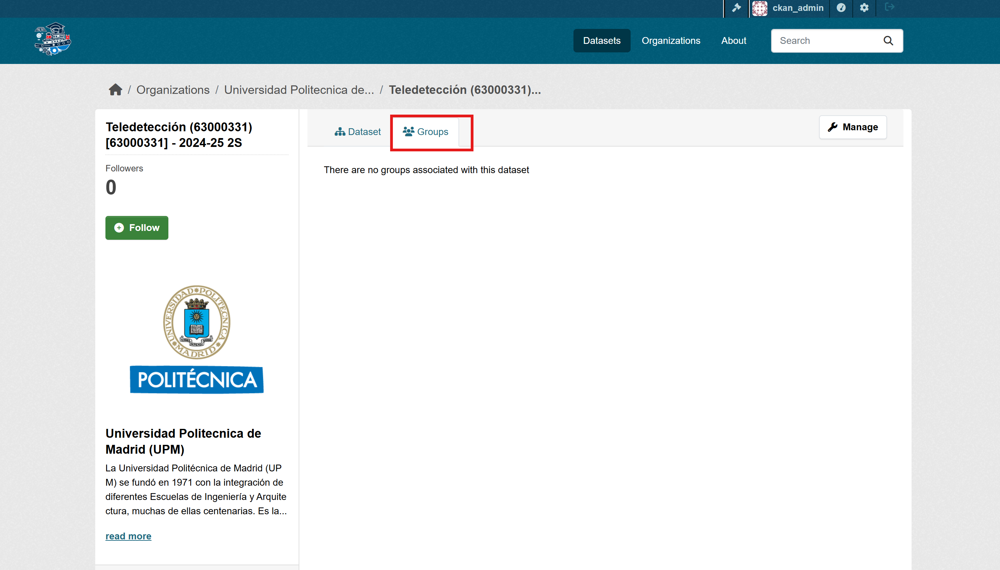 ckan_admin
Datasets
Organizations
About
Search
/ Organizations / Universidad Politecnica de... / Teledetección (63000331)...
Teledetección (63000331)
[63000331] - 2024-25 2S
Followers
0
Follow
UNIVERSIDAD POLITECNICA
MADRID
POLITÉCNICA
Universidad Politecnica de
Madrid (UPM)
La Universidad Politécnica de Madrid (UP
M) se fundó en 1971 con la integración de
diferentes Escuelas de Ingeniería y Arquite
ctura, muchas de ellas centenarias. Es la...
read more
Dataset
Groups
Manage
There are no groups associated with this dataset